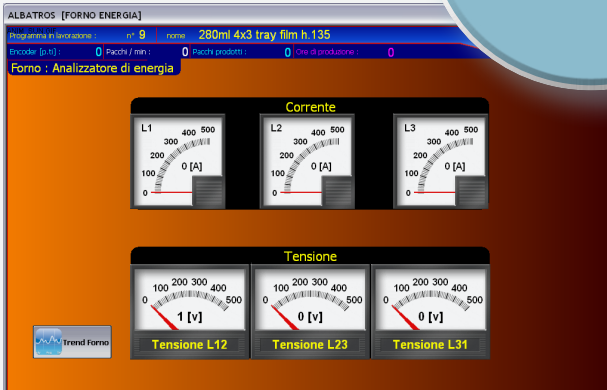 ALBATROS [FORNO ENERGIA]
Programma in lavorazione : n° 9 nome 280ml 4x3 tray film h.135
Encoder [p.ti] : 0 Pacchi / min : 0 Pacchi prodotti : 0 Ore di produzione : 0
Forno : Analizzatore di energia
Corrente
L1 0 100 200 300 400 500 0 [A]
L2 0 100 200 300 400 500 0 [A]
L3 0 100 200 300 400 500 0 [A]
Tensione
0 100 200 300 400 500 1 [v]
0 100 200 300 400 500 0 [v]
0 100 200 300 400 500 0 [v]
Tensione L12 Tensione L23 Tensione L31
Trend Forno